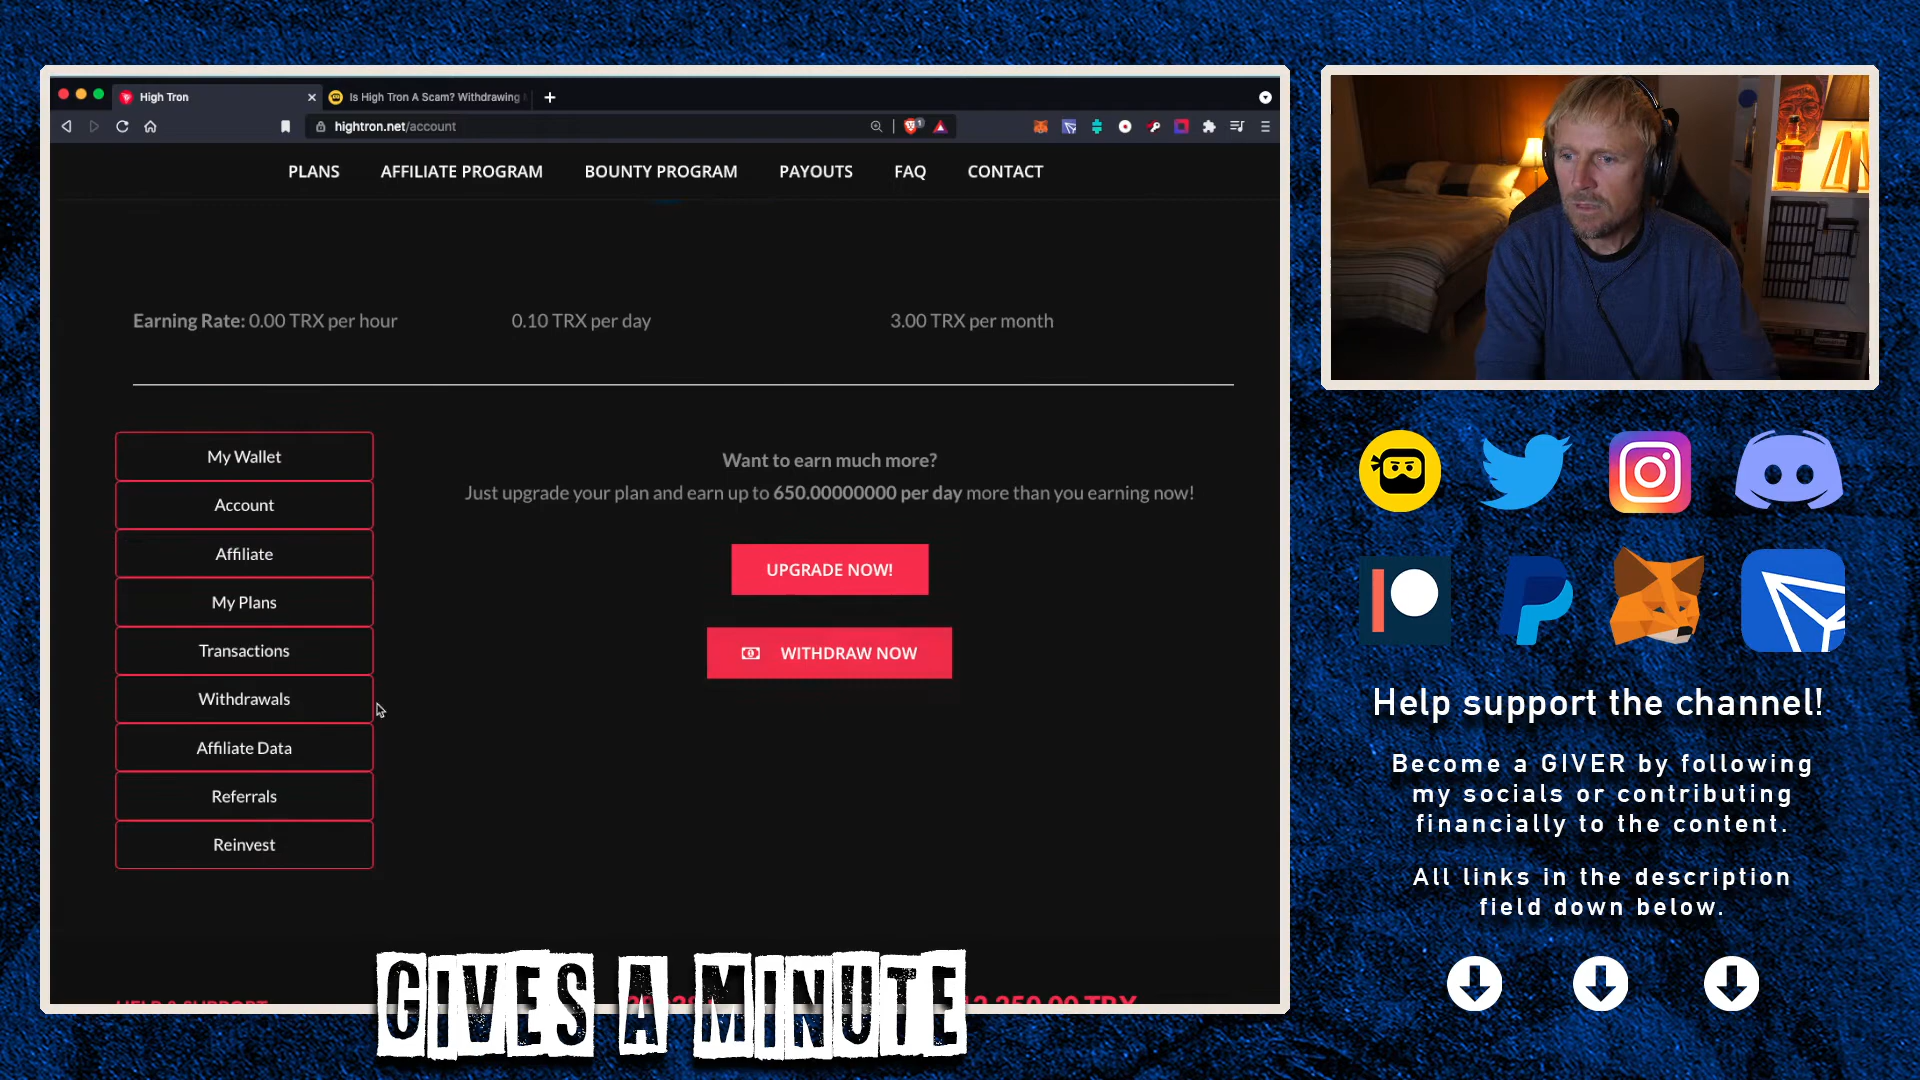 High Tron
Is High Tron A Scam? Withdrawing
hightron.net/account
PLANS
AFFILIATE PROGRAM
BOUNTY PROGRAM
PAYOUTS
FAQ
CONTACT
Earning Rate: 0.00 TRX per hour
0.10 TRX per day
3.00 TRX per month
My Wallet
Account
Affiliate
My Plans
Transactions
Withdrawals
Affiliate Data
Referrals
Reinvest
Want to earn much more?
Just upgrade your plan and earn up to 650.00000000 per day more than you earning now!
UPGRADE NOW!
WITHDRAW NOW
HELP & SUPPORT
GIVES A MINUTE
Help support the channel!
Become a GIVER by following
my socials or contributing
financially to the content.
All links in the description
field down below.